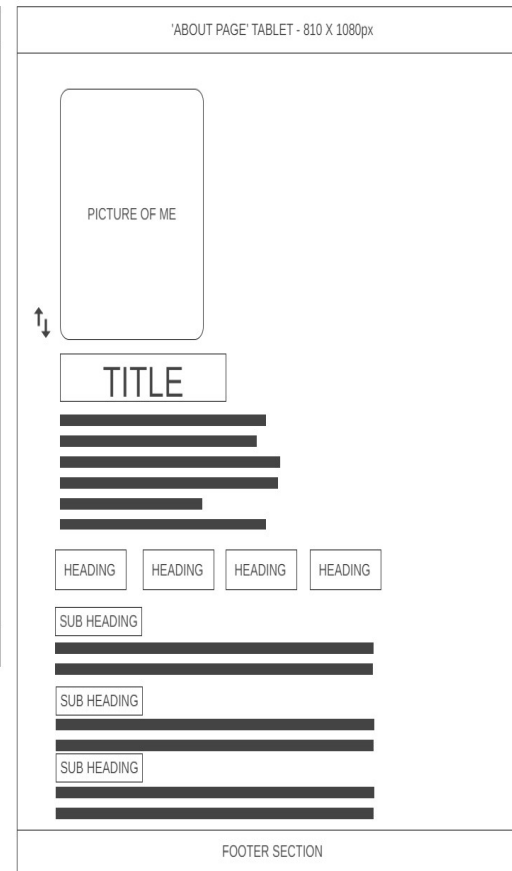 'ABOUT PAGE' TABLET - 810 X 1080px
PICTURE OF ME
TITLE
HEADING HEADING HEADING HEADING
SUB HEADING
SUB HEADING
SUB HEADING
FOOTER SECTION